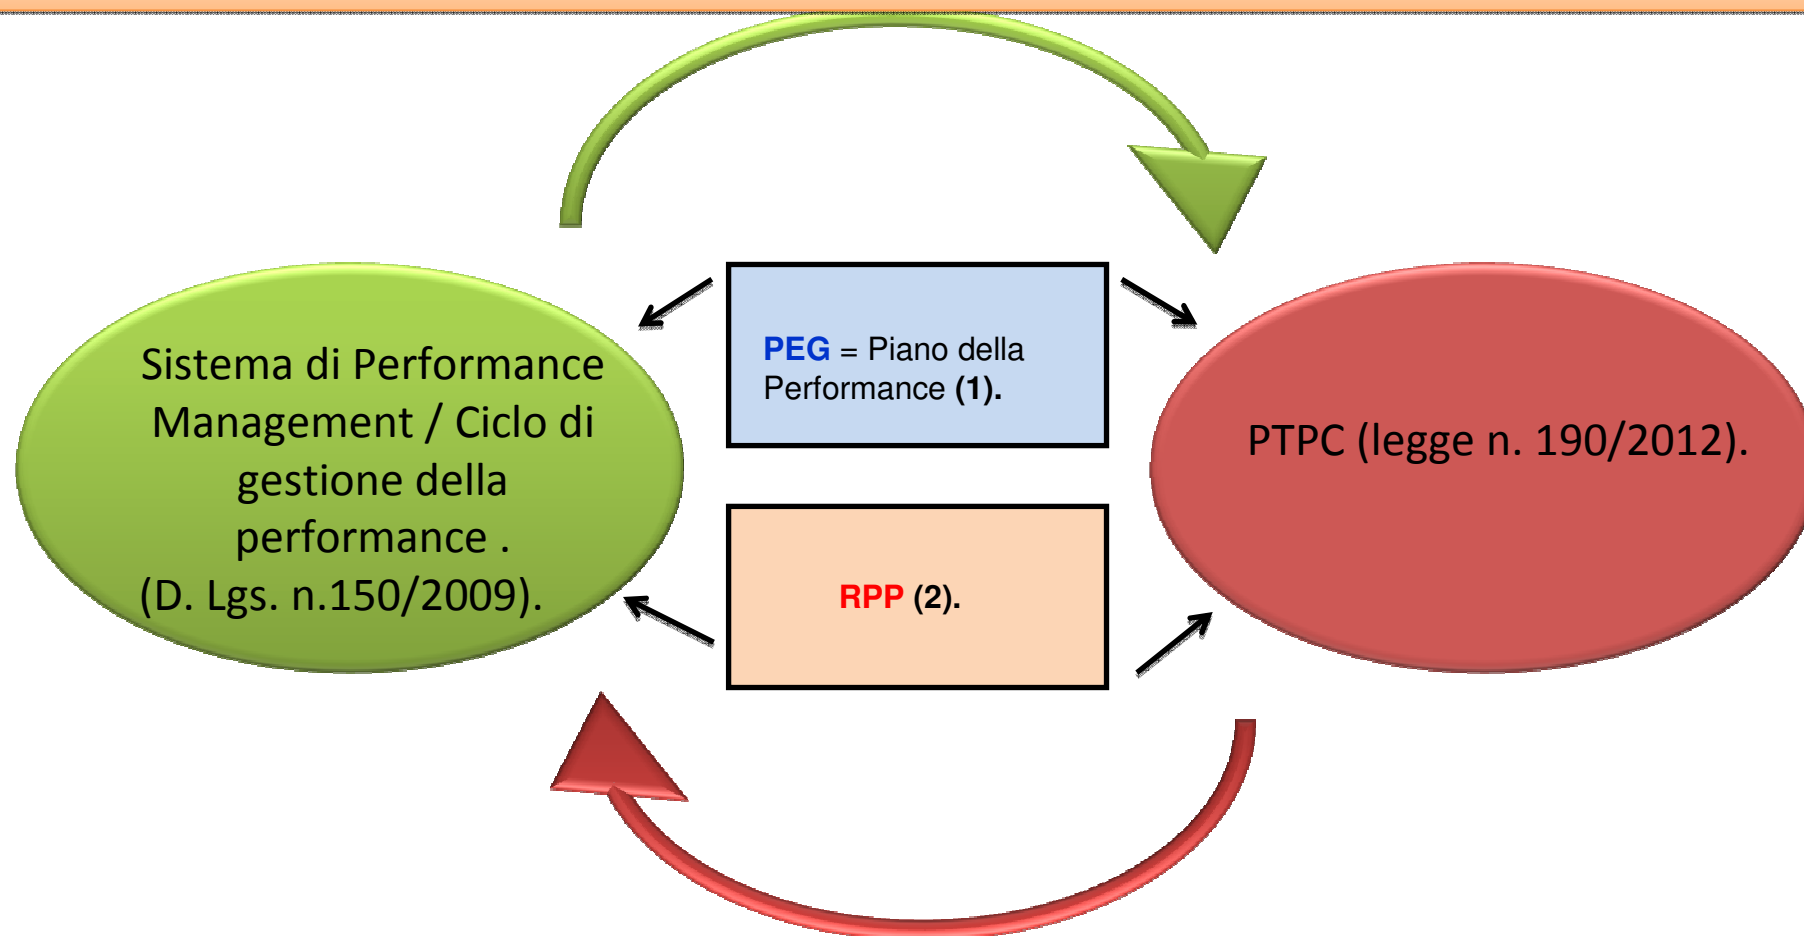 Sistema di Performance
Management / Ciclo di
gestione della
performance .
(D. Lgs. n.150/2009).
PEG = Piano della
Performance (1).
RPP (2).
PTPC (legge n. 190/2012).